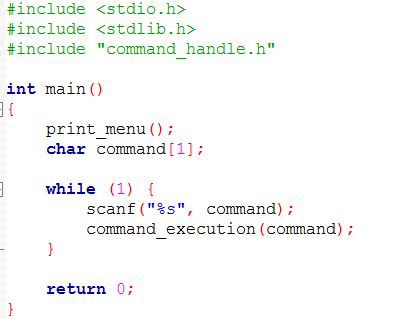 #include <stdio.h>
#include <stdlib.h>
#include "command_handle.h"

int main()
{
    print_menu();
    char command[1];

    while (1) {
        scanf("%s", command);
        command_execution(command);
    }

    return 0;
}